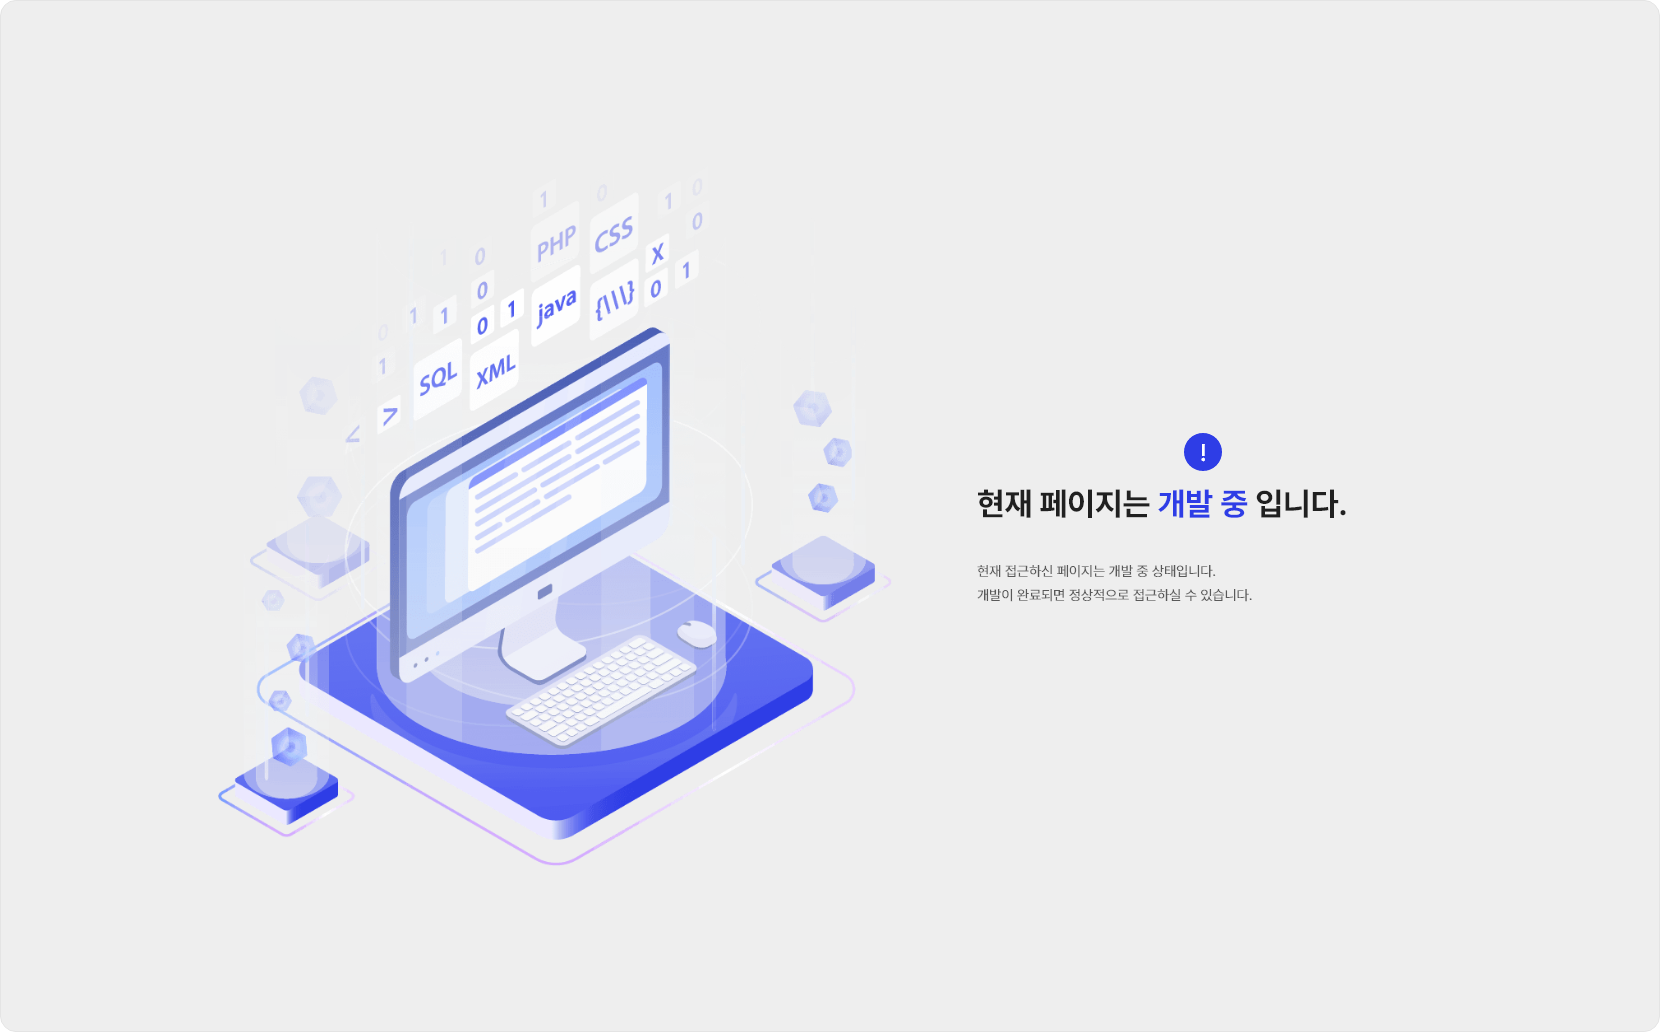 1 0 1 0
PHP CSS 0
1 0 X
0 java {\\\} 0 1
1 1 0 1
0
1 SQL XML
< >
!
현재 페이지는 개발 중 입니다.
현재 접근하신 페이지는 개발 중 상태입니다.
개발이 완료되면 정상적으로 접근하실 수 있습니다.